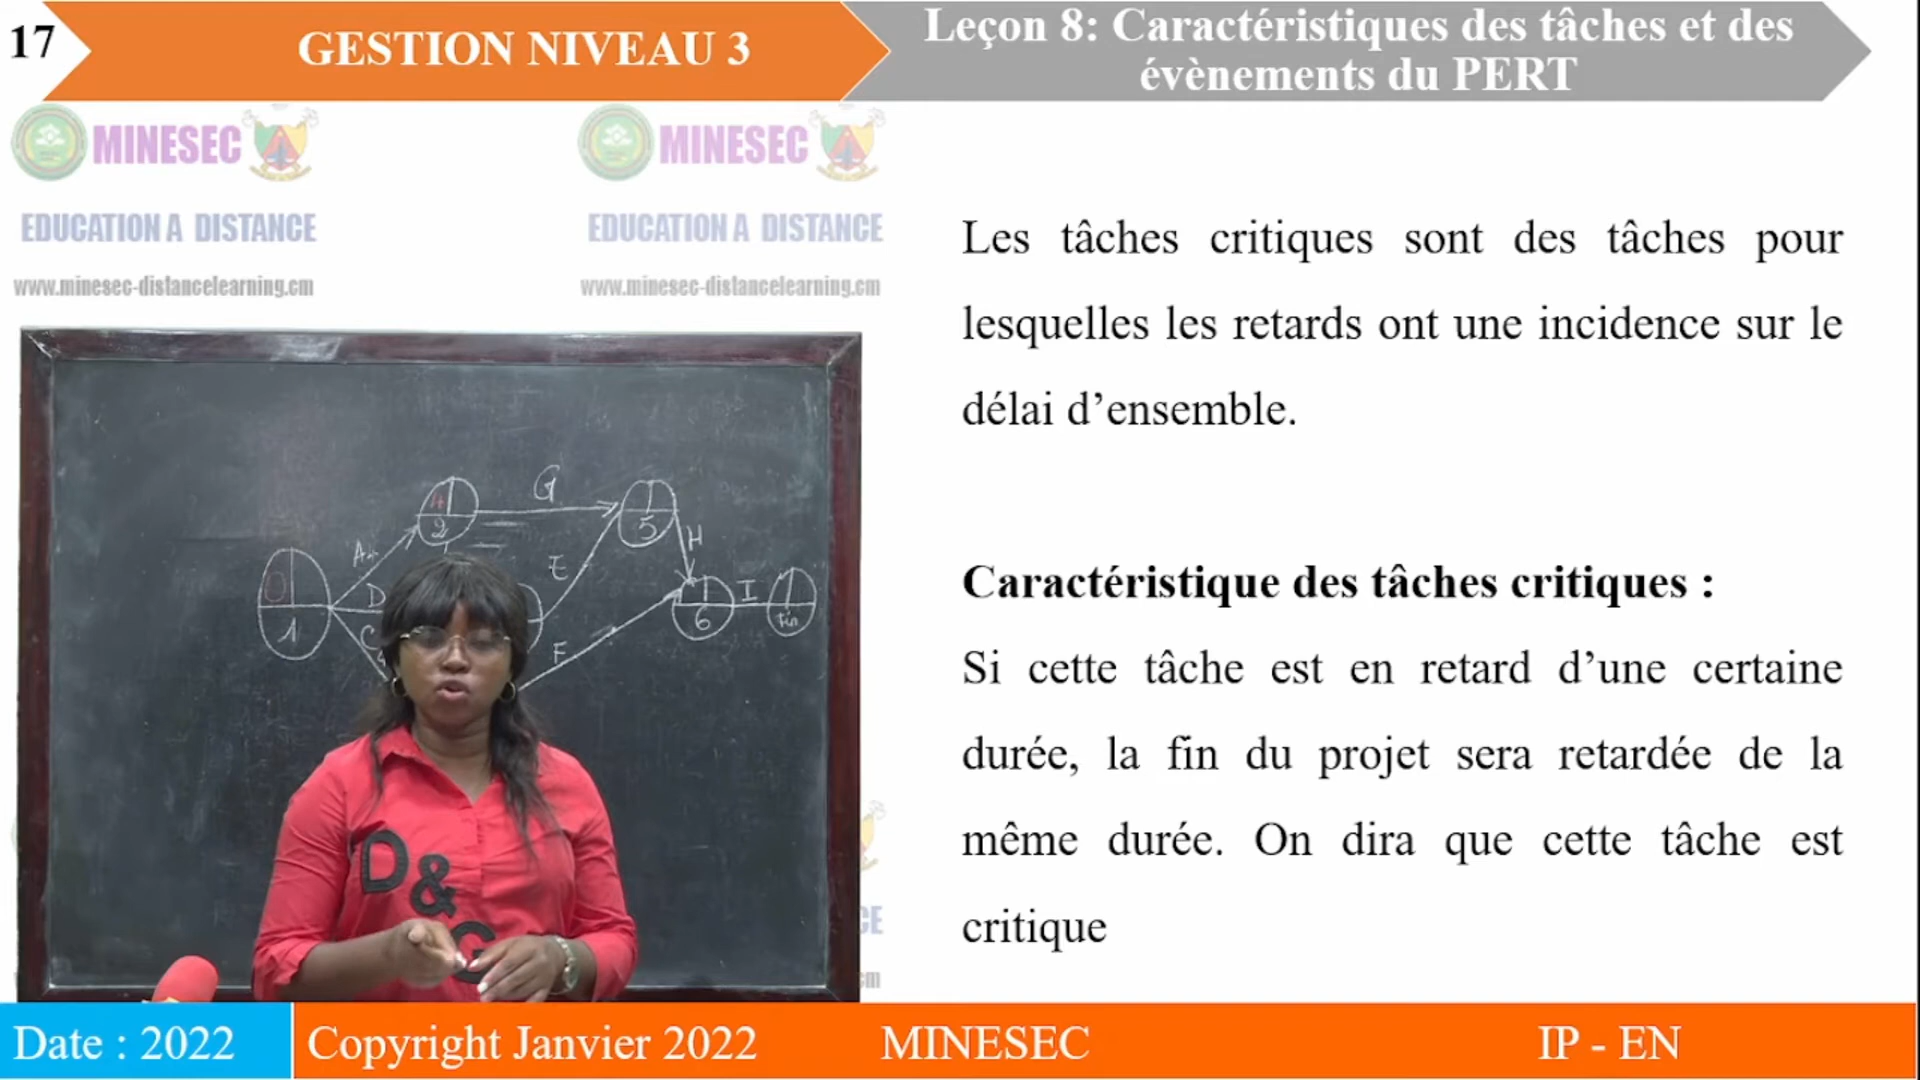 17
GESTION NIVEAU 3
Leçon 8: Caractéristiques des tâches et des
évènements du PERT
MINESEC
MINESEC
EDUCATION A DISTANCE
EDUCATION A DISTANCE
www.minesec-distancelearning.cm
www.minesec-distancelearning.cm
Les tâches critiques sont des tâches pour
lesquelles les retards ont une incidence sur le
délai d’ensemble.
G
2
5
H
A
E
0
D
I
1
6
fin
C
F
Caractéristique des tâches critiques :
Si cette tâche est en retard d’une certaine
durée, la fin du projet sera retardée de la
même durée. On dira que cette tâche est
critique
D&
G
CE
cm
Date : 2022
Copyright Janvier 2022
MINESEC
IP - EN